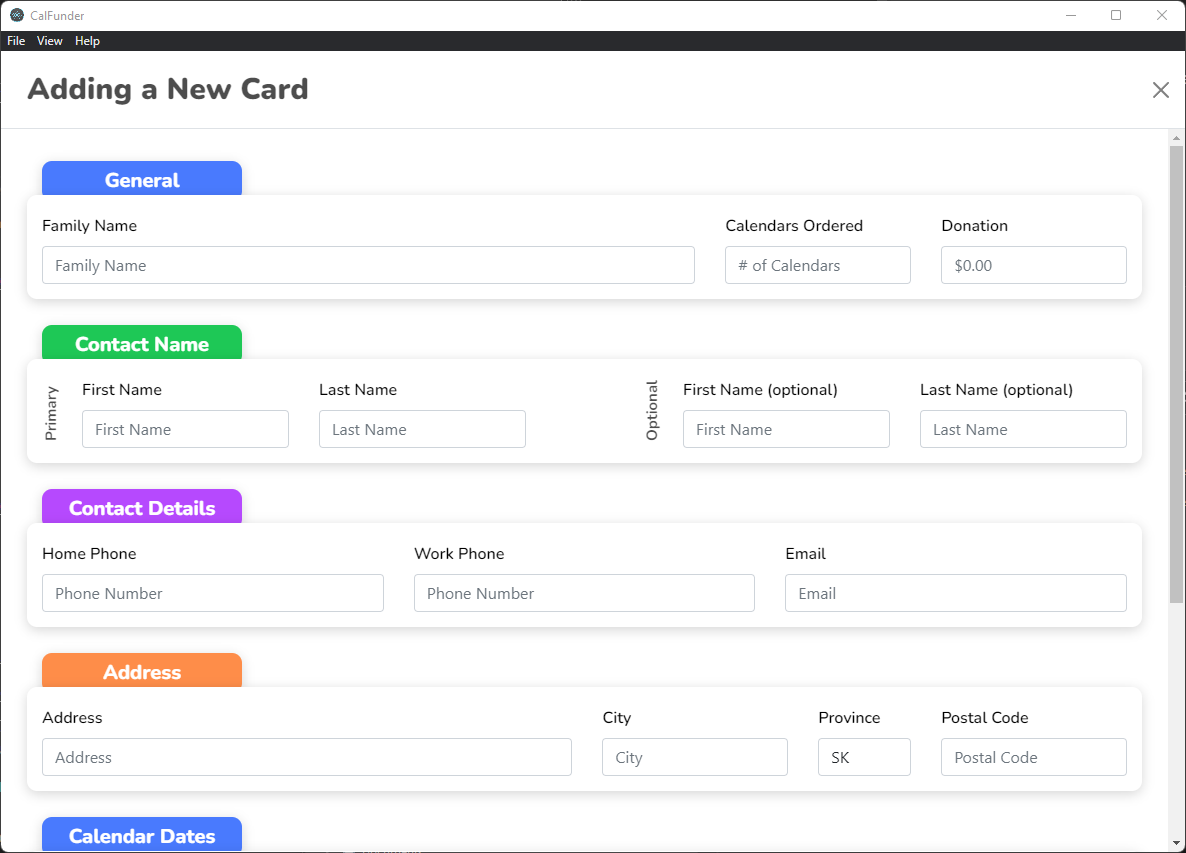 CalFunder
File View Help
Adding a New Card
General
Family Name Calendars Ordered Donation
Family Name # of Calendars $0.00
Contact Name
Primary First Name Last Name Optional First Name (optional) Last Name (optional)
First Name Last Name First Name Last Name
Contact Details
Home Phone Work Phone Email
Phone Number Phone Number Email
Address
Address City Province Postal Code
Address City SK Postal Code
Calendar Dates